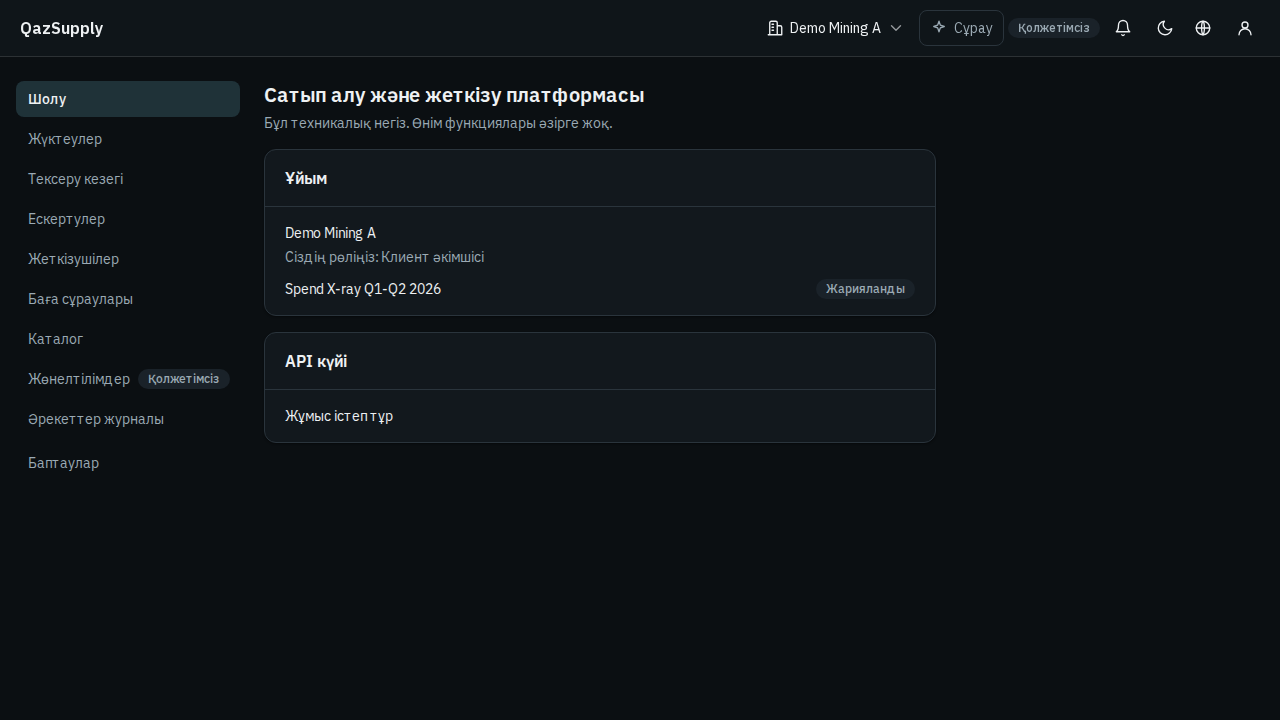 QazSupply
Demo Mining A
Сұрау
Қолжетімсіз
Шолу
Жүктеулер
Тексеру кезегі
Ескертулер
Жеткізушілер
Баға сұраулары
Каталог
Жөнелтілімдер Қолжетімсіз
Әрекеттер журналы
Баптаулар
Сатып алу және жеткізу платформасы
Бұл техникалық негіз. Өнім функциялары әзірге жоқ.
Ұйым
Demo Mining A
Сіздің рөліңіз: Клиент әкімшісі
Spend X-ray Q1-Q2 2026 Жарияланды
API күйі
Жұмыс істеп тұр